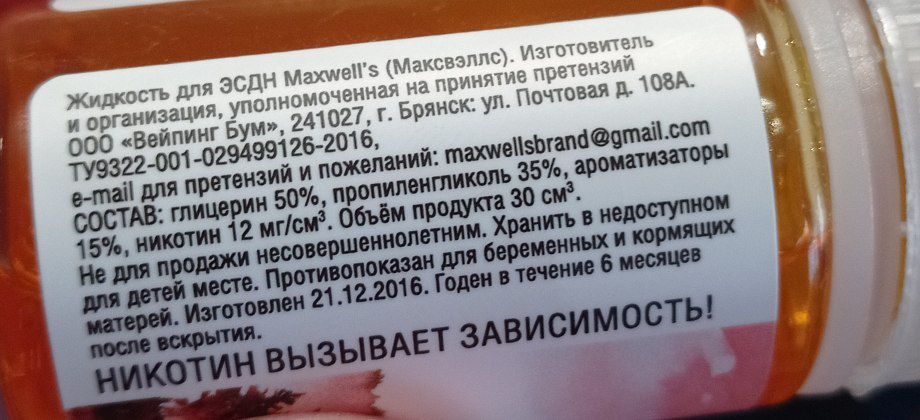 Жидкость для ЭСДН Maxwell's (Максвэллс). Изготовитель
и организация, уполномоченная на принятие претензий
ООО «Вейпинг Бум», 241027, г. Брянск: ул. Почтовая д. 108А.
ТУ9322-001-029499126-2016,
e-mail для претензий и пожеланий: maxwellsbrand@gmail.com
СОСТАВ: глицерин 50%, пропиленгликоль 35%, ароматизаторы
15%, никотин 12 мг/см³. Объём продукта 30 см³.
Не для продажи несовершеннолетним. Хранить в недоступном
для детей месте. Противопоказан для беременных и кормящих
матерей. Изготовлен 21.12.2016. Годен в течение 6 месяцев
после вскрытия.
НИКОТИН ВЫЗЫВАЕТ ЗАВИСИМОСТЬ!